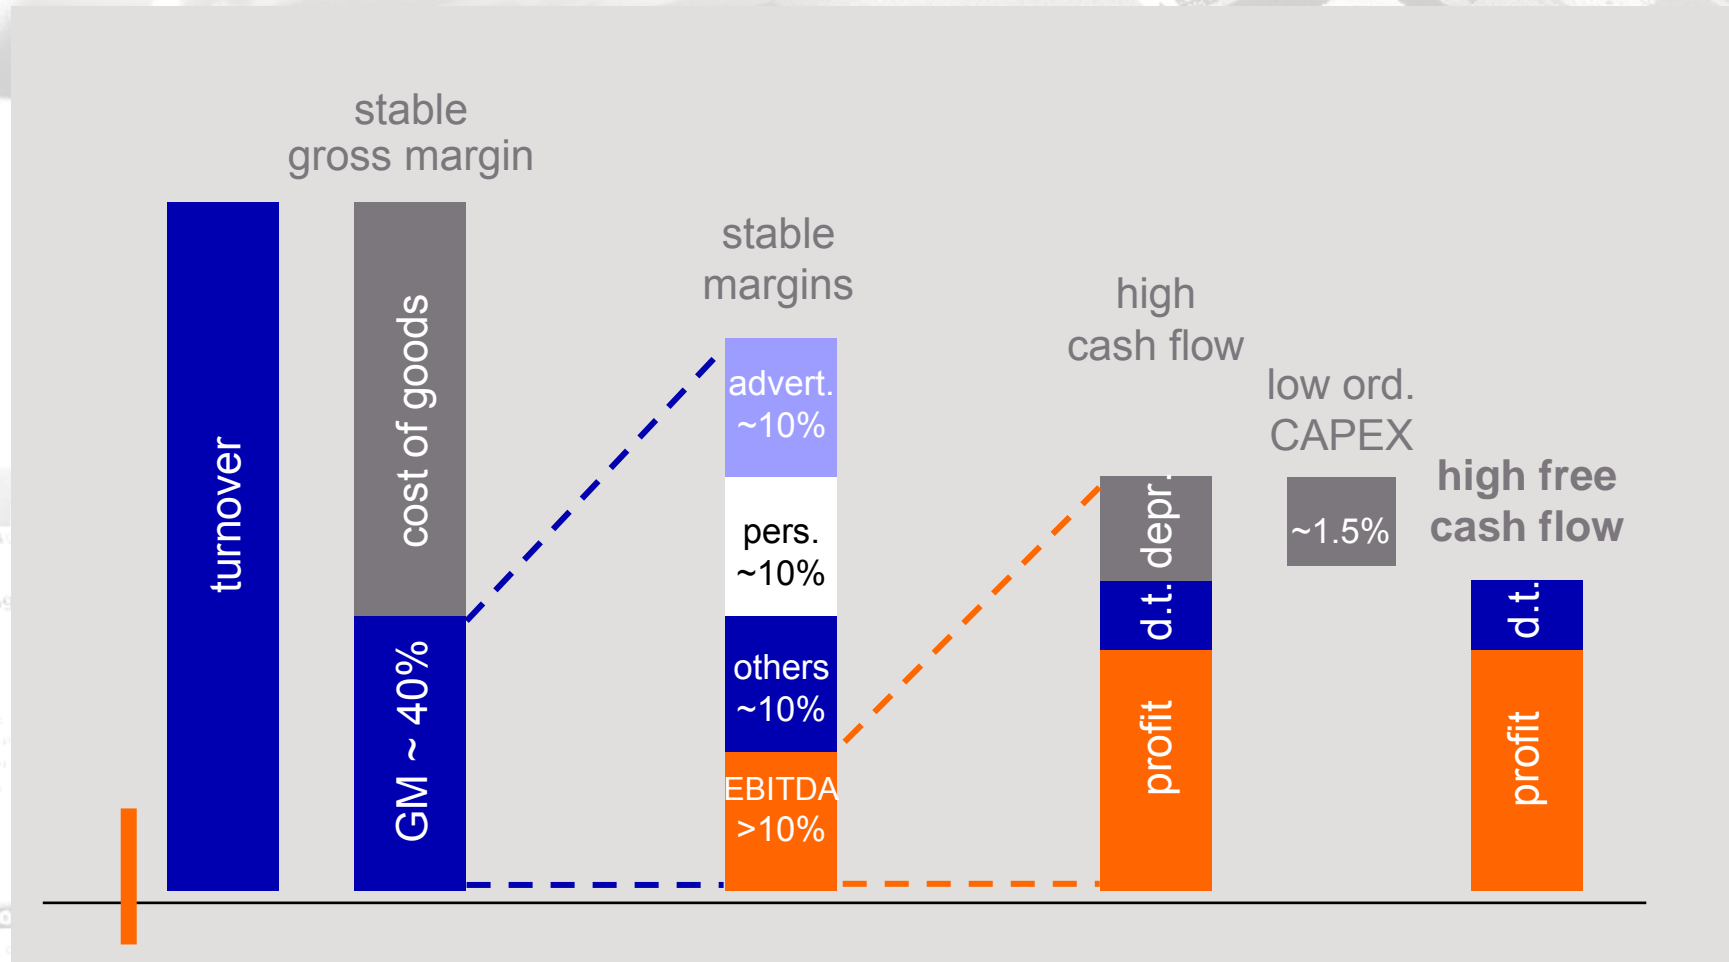 stable
gross margin
turnover
cost of goods
GM ~ 40%
stable
margins
advert.
~10%
pers.
~10%
others
~10%
EBITDA
>10%
high
cash flow
depr.
d.t.
profit
low ord.
CAPEX
~1.5%
high free
cash flow
d.t.
profit